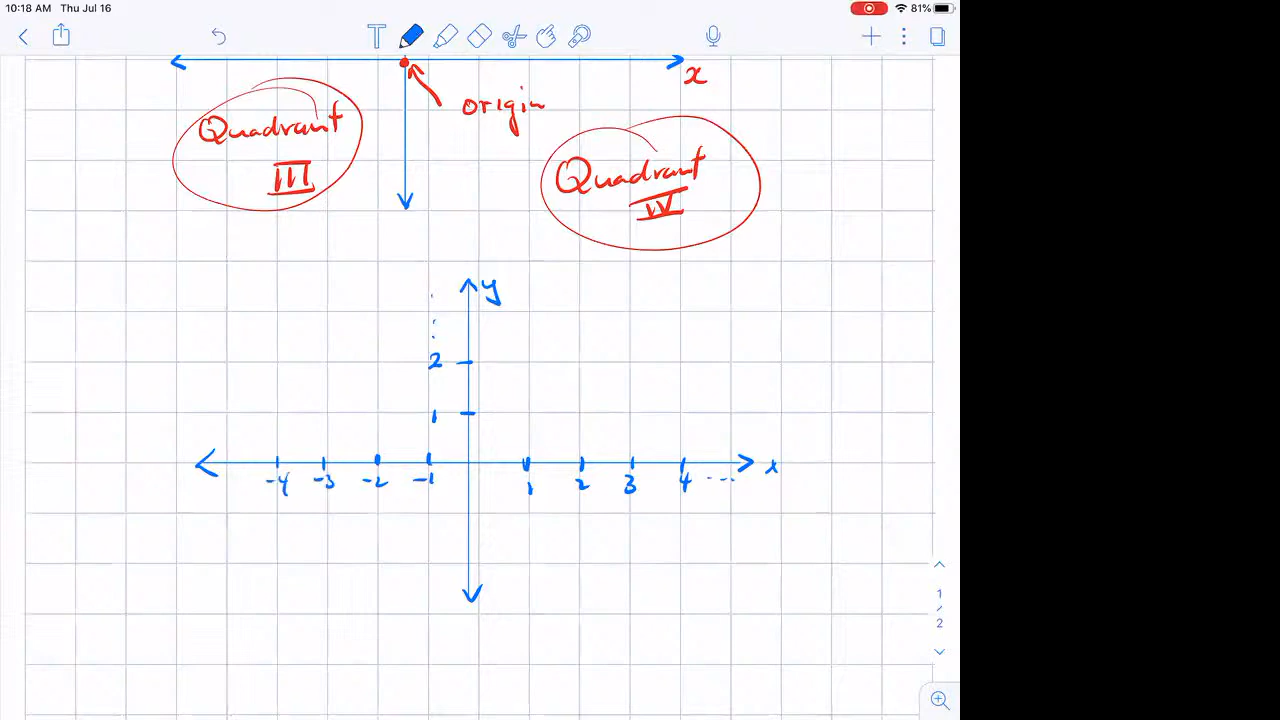 10:18 AM Thu Jul 16
81%
x
origin
Quadrant
III
Quadrant
IV
y
2
1
x
-4 -3 -2 -1 1 2 3 4 ...
1
/
2